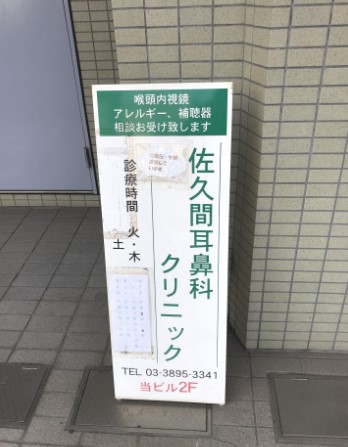 喉頭内視鏡
アレルギー、補聴器
相談お受け致します
佐久間耳鼻科
クリニック
診療時間 火・木
土
TEL 03-3895-3341
当ビル2F